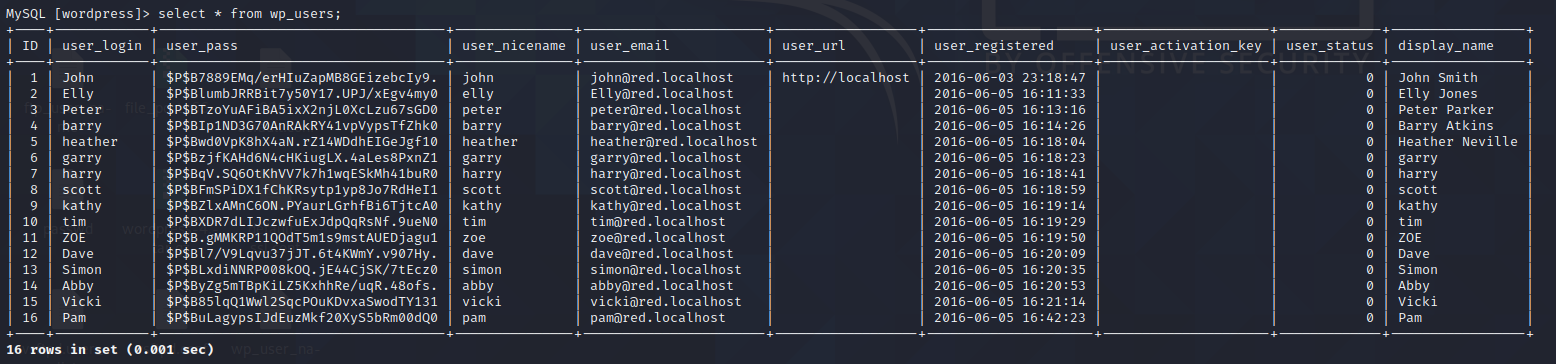 MySQL [wordpress]> select * from wp_users;
| ID | user_login | user_pass | user_nicename | user_email | user_url | user_registered | user_activation_key | user_status | display_name |
| 1 | John | $P$B7889EMq/erHIuZapMB8GEizebcIy9. | john | john@red.localhost | http://localhost | 2016-06-03 23:18:47 | | 0 | John Smith |
| 2 | Elly | $P$BlumbJRRBit7y50Y17.UPJ/xEgv4my0 | elly | Elly@red.localhost | | 2016-06-05 16:11:33 | | 0 | Elly Jones |
| 3 | Peter | $P$BTzoYuAFiBA5ixX2njL0XcLzu67sGD0 | peter | peter@red.localhost | | 2016-06-05 16:13:16 | | 0 | Peter Parker |
| 4 | barry | $P$BIp1ND3G70AnRAkRY41vpVypsTfZhk0 | barry | barry@red.localhost | | 2016-06-05 16:14:26 | | 0 | Barry Atkins |
| 5 | heather | $P$Bwd0VpK8hX4aN.rZ14WDdhEIGeJgf10 | heather | heather@red.localhost | | 2016-06-05 16:18:04 | | 0 | Heather Neville |
| 6 | garry | $P$BzjfKAHd6N4cHKiugLX.4aLes8PxnZ1 | garry | garry@red.localhost | | 2016-06-05 16:18:23 | | 0 | garry |
| 7 | harry | $P$BqV.SQ6OtKhVV7k7h1wqESkMh41buR0 | harry | harry@red.localhost | | 2016-06-05 16:18:41 | | 0 | harry |
| 8 | scott | $P$BFmSPiDX1fChKRsytp1yp8Jo7RdHeI1 | scott | scott@red.localhost | | 2016-06-05 16:18:59 | | 0 | scott |
| 9 | kathy | $P$BZlxAMnC6ON.PYaurLGrhfBi6TjtcA0 | kathy | kathy@red.localhost | | 2016-06-05 16:19:14 | | 0 | kathy |
| 10 | tim | $P$BXDR7dLIJczwfuExJdpQqRsNf.9ueN0 | tim | tim@red.localhost | | 2016-06-05 16:19:29 | | 0 | tim |
| 11 | ZOE | $P$B.gMMKRP11QOdT5m1s9mstAUEDjagu1 | zoe | zoe@red.localhost | | 2016-06-05 16:19:50 | | 0 | ZOE |
| 12 | Dave | $P$Bl7/V9Lqvu37jJT.6t4KWmY.v907Hy. | dave | dave@red.localhost | | 2016-06-05 16:20:09 | | 0 | Dave |
| 13 | Simon | $P$BLxdiNNRP008kOQ.jE44CjSK/7tEcz0 | simon | simon@red.localhost | | 2016-06-05 16:20:35 | | 0 | Simon |
| 14 | Abby | $P$ByZg5mTBpKiLZ5KxhhRe/uqR.48ofs. | abby | abby@red.localhost | | 2016-06-05 16:20:53 | | 0 | Abby |
| 15 | Vicki | $P$B85lqQ1Wwl2SqcPOuKDvxaSwodTY131 | vicki | vicki@red.localhost | | 2016-06-05 16:21:14 | | 0 | Vicki |
| 16 | Pam | $P$BuLagypsIJdEuzMkf20XyS5bRm00dQ0 | pam | pam@red.localhost | | 2016-06-05 16:42:23 | | 0 | Pam |
16 rows in set (0.001 sec)
BY OFFENSIVE SECURITY